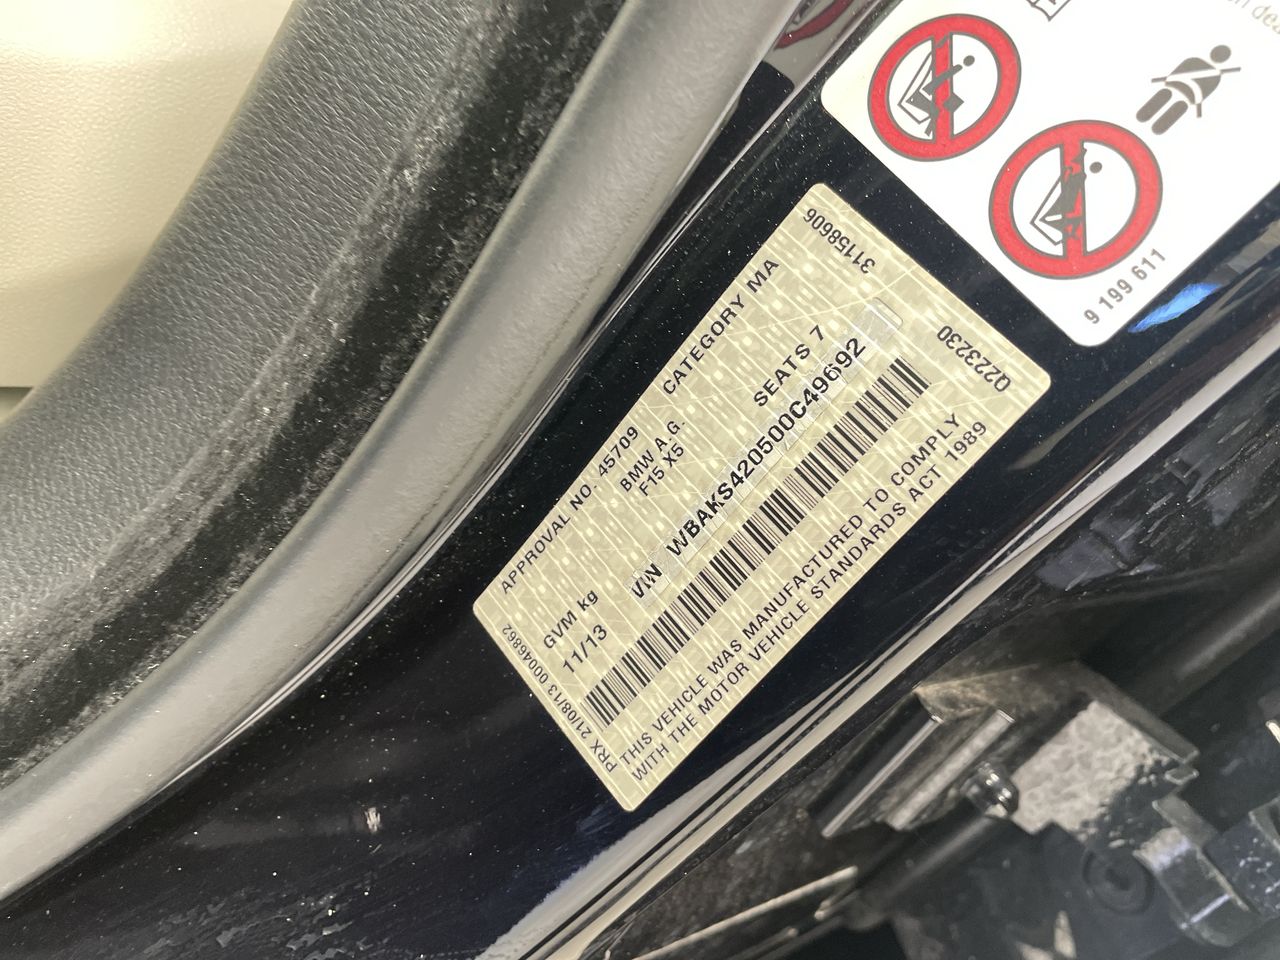 APPROVAL NO. 45709 CATEGORY MA 31158606
BMW A.G.
F15 X5
GVM kg SEATS 7
11/13
VIN WBAKS420500C49692
PRX 21/08/13 00046862
Q223230
THIS VEHICLE WAS MANUFACTURED TO COMPLY
WITH THE MOTOR VEHICLE STANDARDS ACT 1989
9 199 611